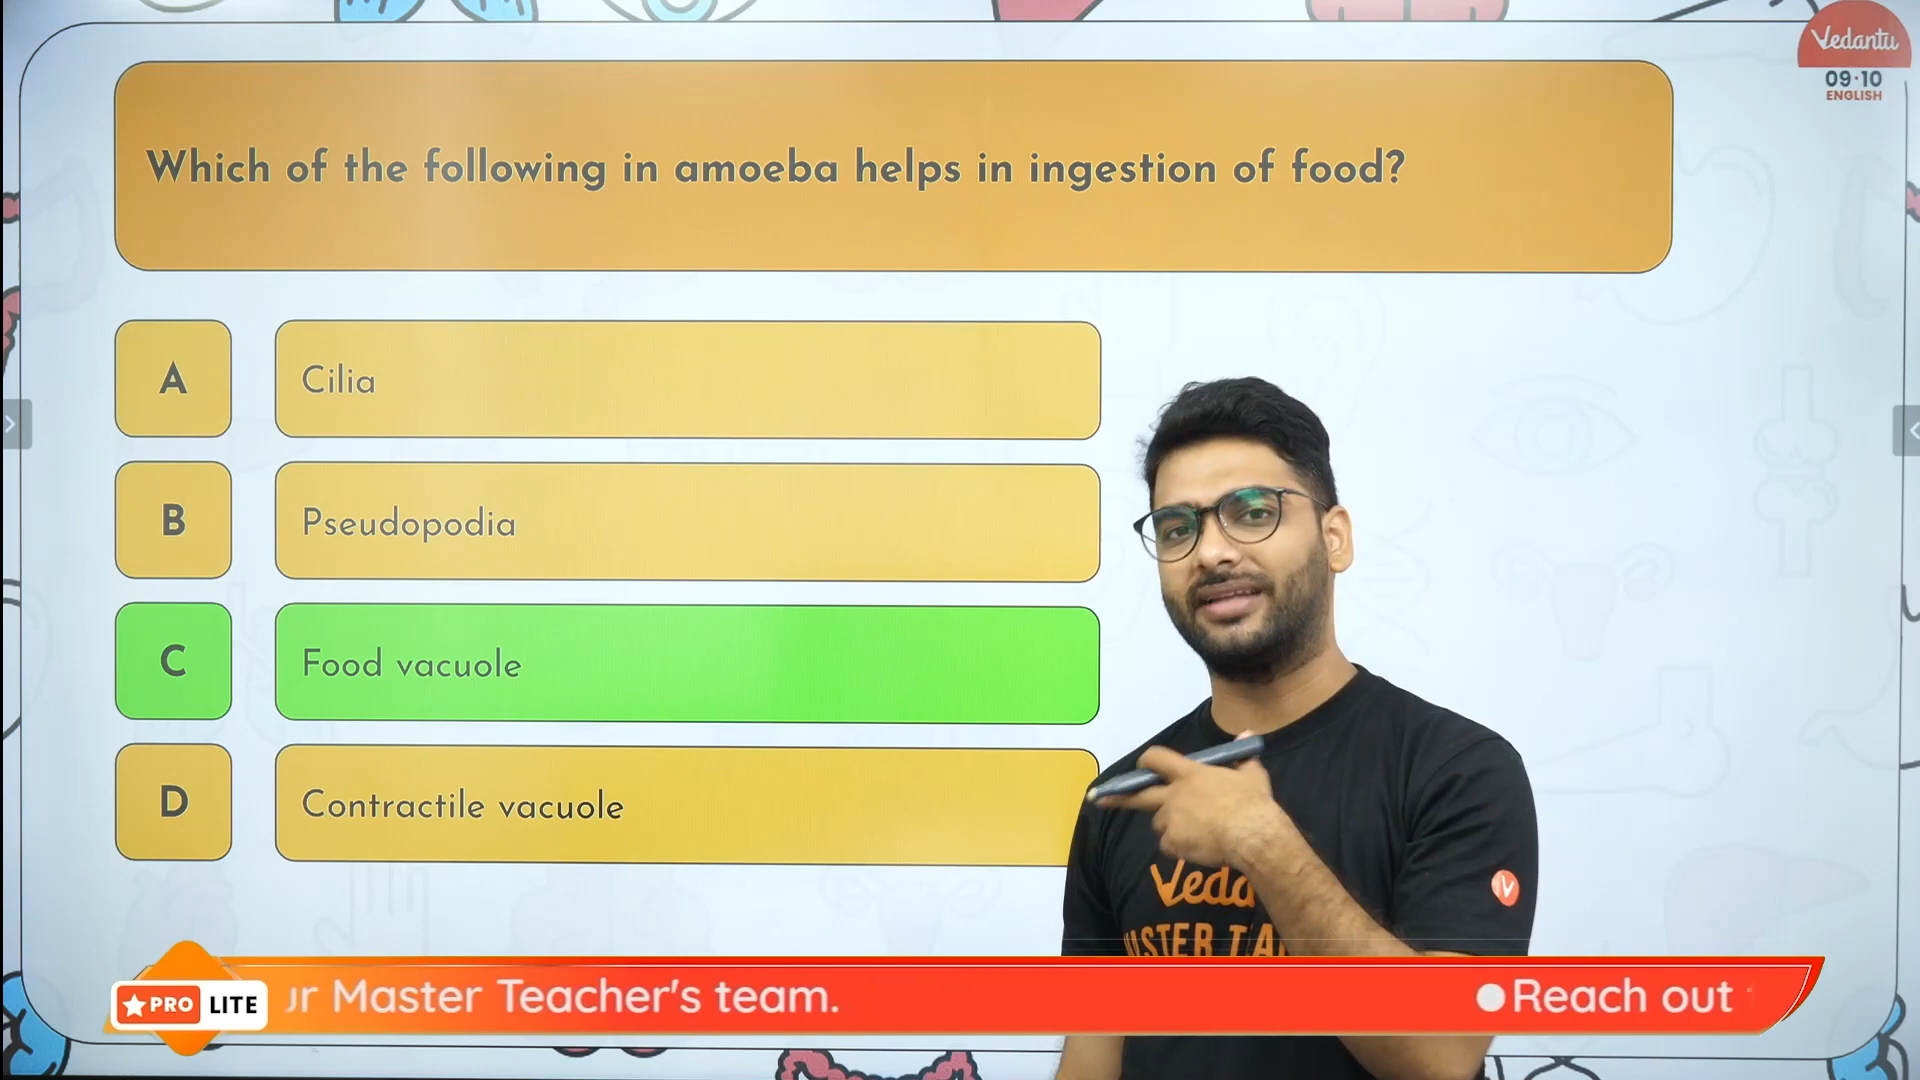 Vedantu
09·10
ENGLISH
Which of the following in amoeba helps in ingestion of food?
A
Cilia
B
Pseudopodia
C
Food vacuole
D
Contractile vacuole
V
PRO LITE
Master Teacher's team.
Reach out